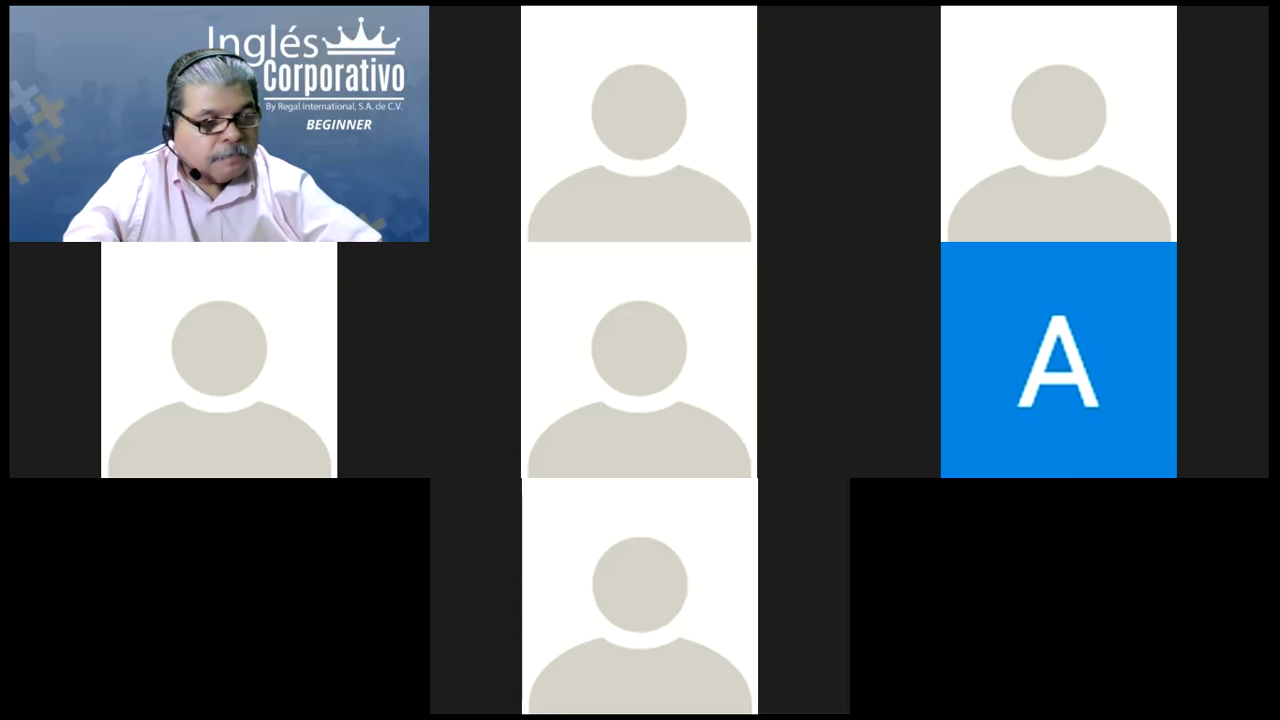 Inglés
Corporativo
By Regal International, S.A. de C.V.
BEGINNER
A